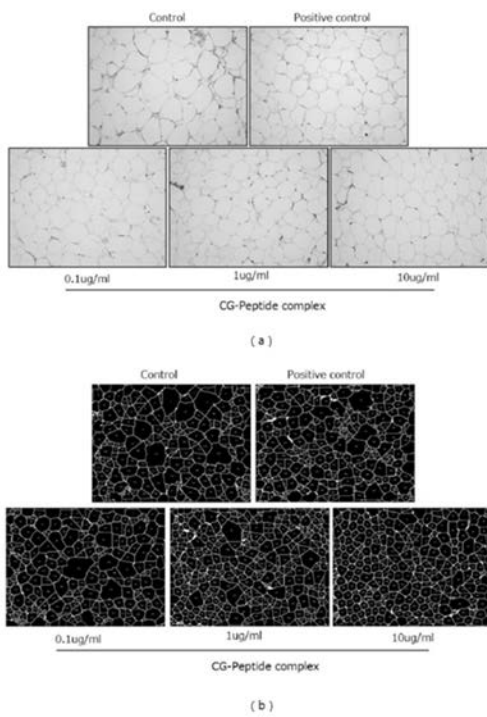 Control Positive control
0.1ug/ml 1ug/ml 10ug/ml
CG-Peptide complex
( a )
Control Positive control
0.1ug/ml 1ug/ml 10ug/ml
CG-Peptide complex
( b )